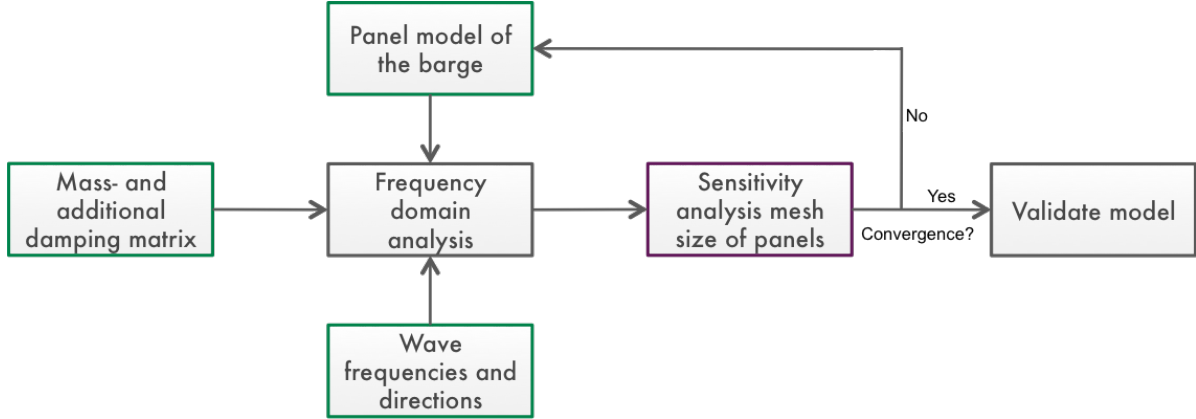 Panel model of
the barge
No
Mass- and
additional
damping matrix
Frequency
domain
analysis
Sensitivity
analysis mesh
size of panels
Yes
Convergence?
Validate model
Wave
frequencies and
directions